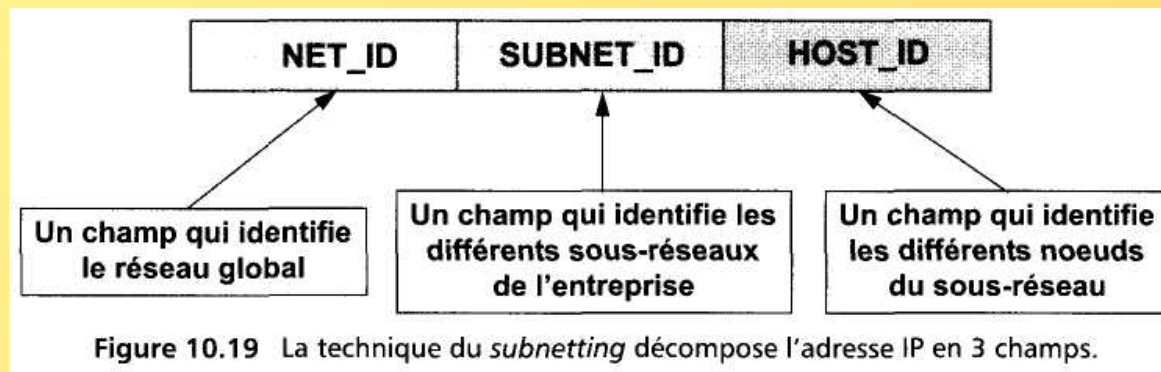 NET_ID SUBNET_ID HOST_ID
Un champ qui identifie
le réseau global
Un champ qui identifie les
différents sous-réseaux
de l'entreprise
Un champ qui identifie
les différents noeuds
du sous-réseau
Figure 10.19 La technique du subnetting décompose l'adresse IP en 3 champs.